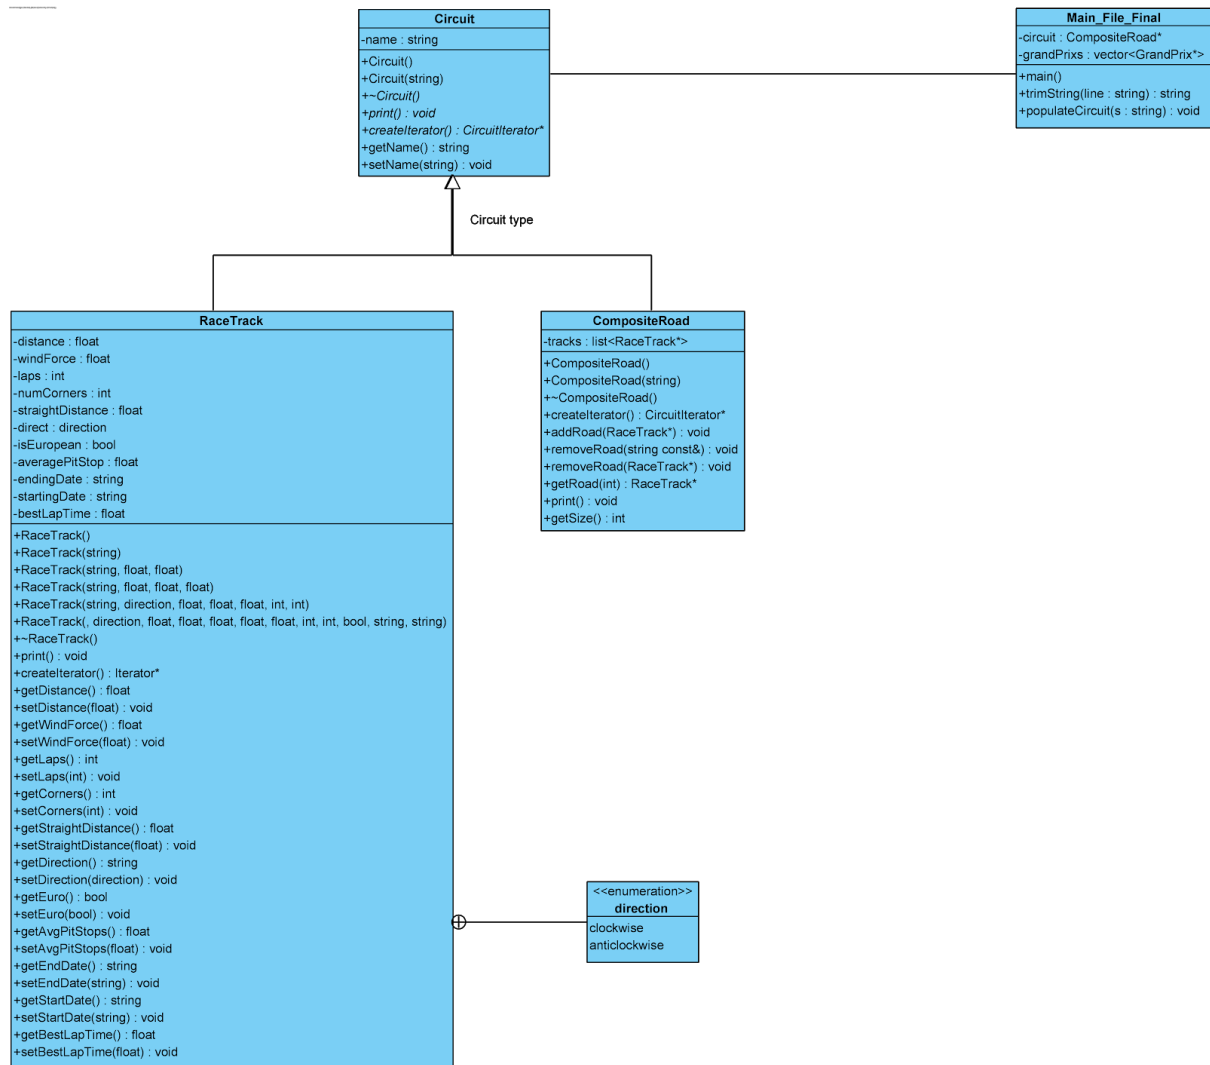 Circuit
-name : string
+Circuit()
+Circuit(string)
+~Circuit()
+print() : void
+createIterator() : CircuitIterator*
+getName() : string
+setName(string) : void
Main_File_Final
-circuit : CompositeRoad*
-grandPrixs : vector<GrandPrix*>
+main()
+trimString(line : string) : string
+populateCircuit(s : string) : void
Circuit type
RaceTrack
-distance : float
-windForce : float
-laps : int
-numCorners : int
-straightDistance : float
-direct : direction
-isEuropean : bool
-averagePitStop : float
-endingDate : string
-startingDate : string
-bestLapTime : float
+RaceTrack()
+RaceTrack(string)
+RaceTrack(string, float, float)
+RaceTrack(string, float, float, float)
+RaceTrack(string, direction, float, float, float, int, int)
+RaceTrack(, direction, float, float, float, float, float, int, int, bool, string, string)
+~RaceTrack()
+print() : void
+createIterator() : Iterator*
+getDistance() : float
+setDistance(float) : void
+getWindForce() : float
+setWindForce(float) : void
+getLaps() : int
+setLaps(int) : void
+getCorners() : int
+setCorners(int) : void
+getStraightDistance() : float
+setStraightDistance(float) : void
+getDirection() : string
+setDirection(direction) : void
+getEuro() : bool
+setEuro(bool) : void
+getAvgPitStops() : float
+setAvgPitStops(float) : void
+getEndDate() : string
+setEndDate(string) : void
+getStartDate() : string
+setStartDate(string) : void
+getBestLapTime() : float
+setBestLapTime(float) : void
CompositeRoad
-tracks : list<RaceTrack*>
+CompositeRoad()
+CompositeRoad(string)
+~CompositeRoad()
+createIterator() : CircuitIterator*
+addRoad(RaceTrack*) : void
+removeRoad(string const&) : void
+removeRoad(RaceTrack*) : void
+getRoad(int) : RaceTrack*
+print() : void
+getSize() : int
<<enumeration>>
direction
clockwise
anticlockwise